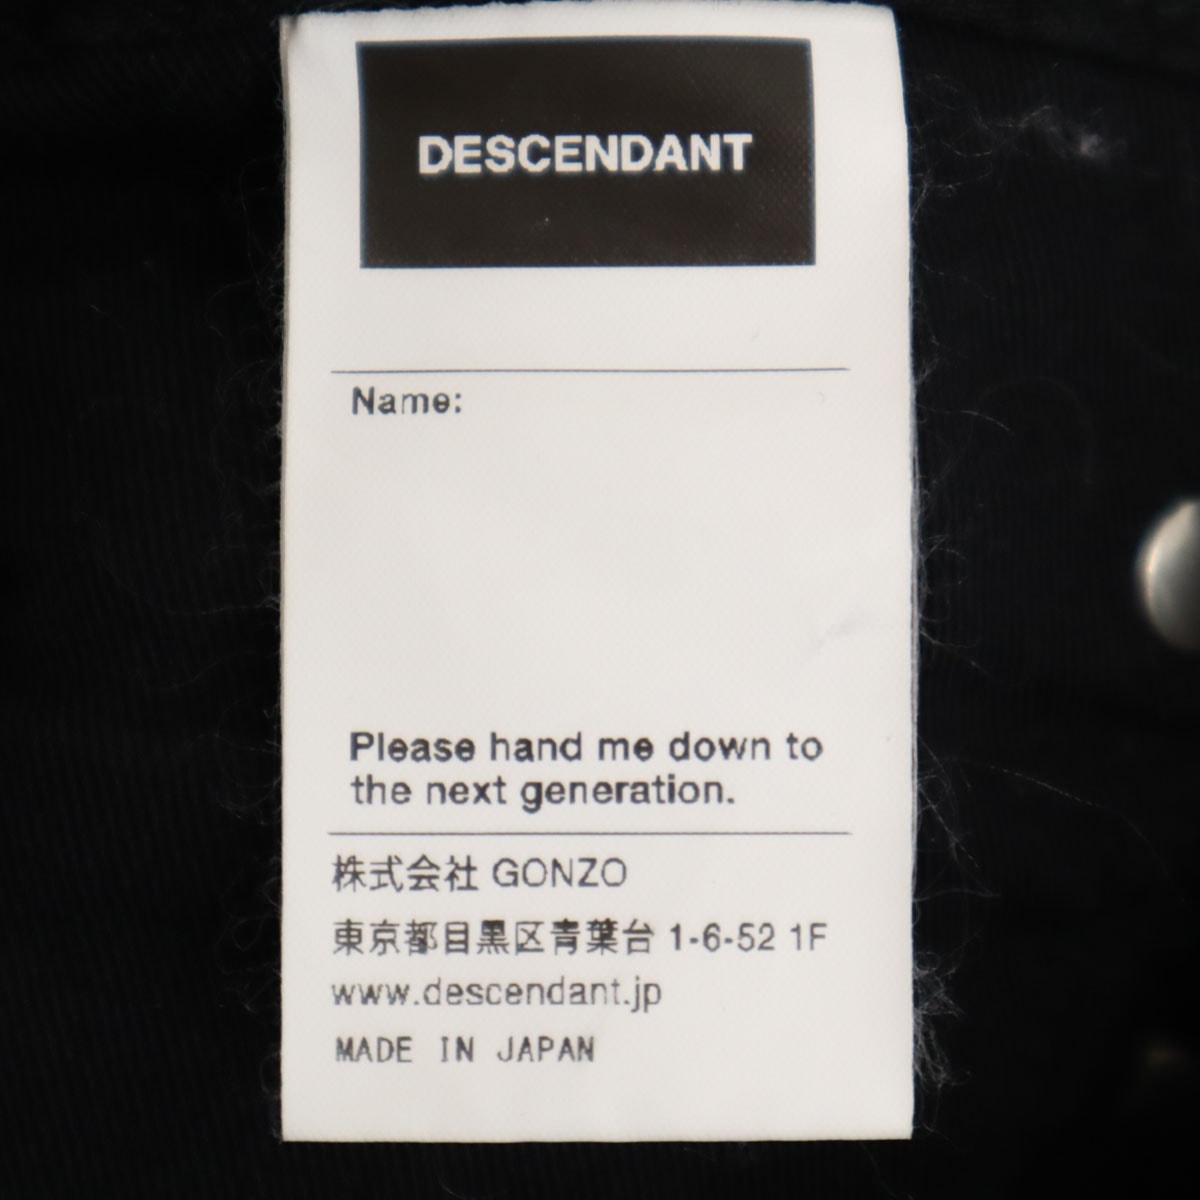 DESCENDANT
Name:
Please hand me down to
the next generation.
株式会社 GONZO
東京都目黒区青葉台 1-6-52 1F
www.descendant.jp
MADE IN JAPAN